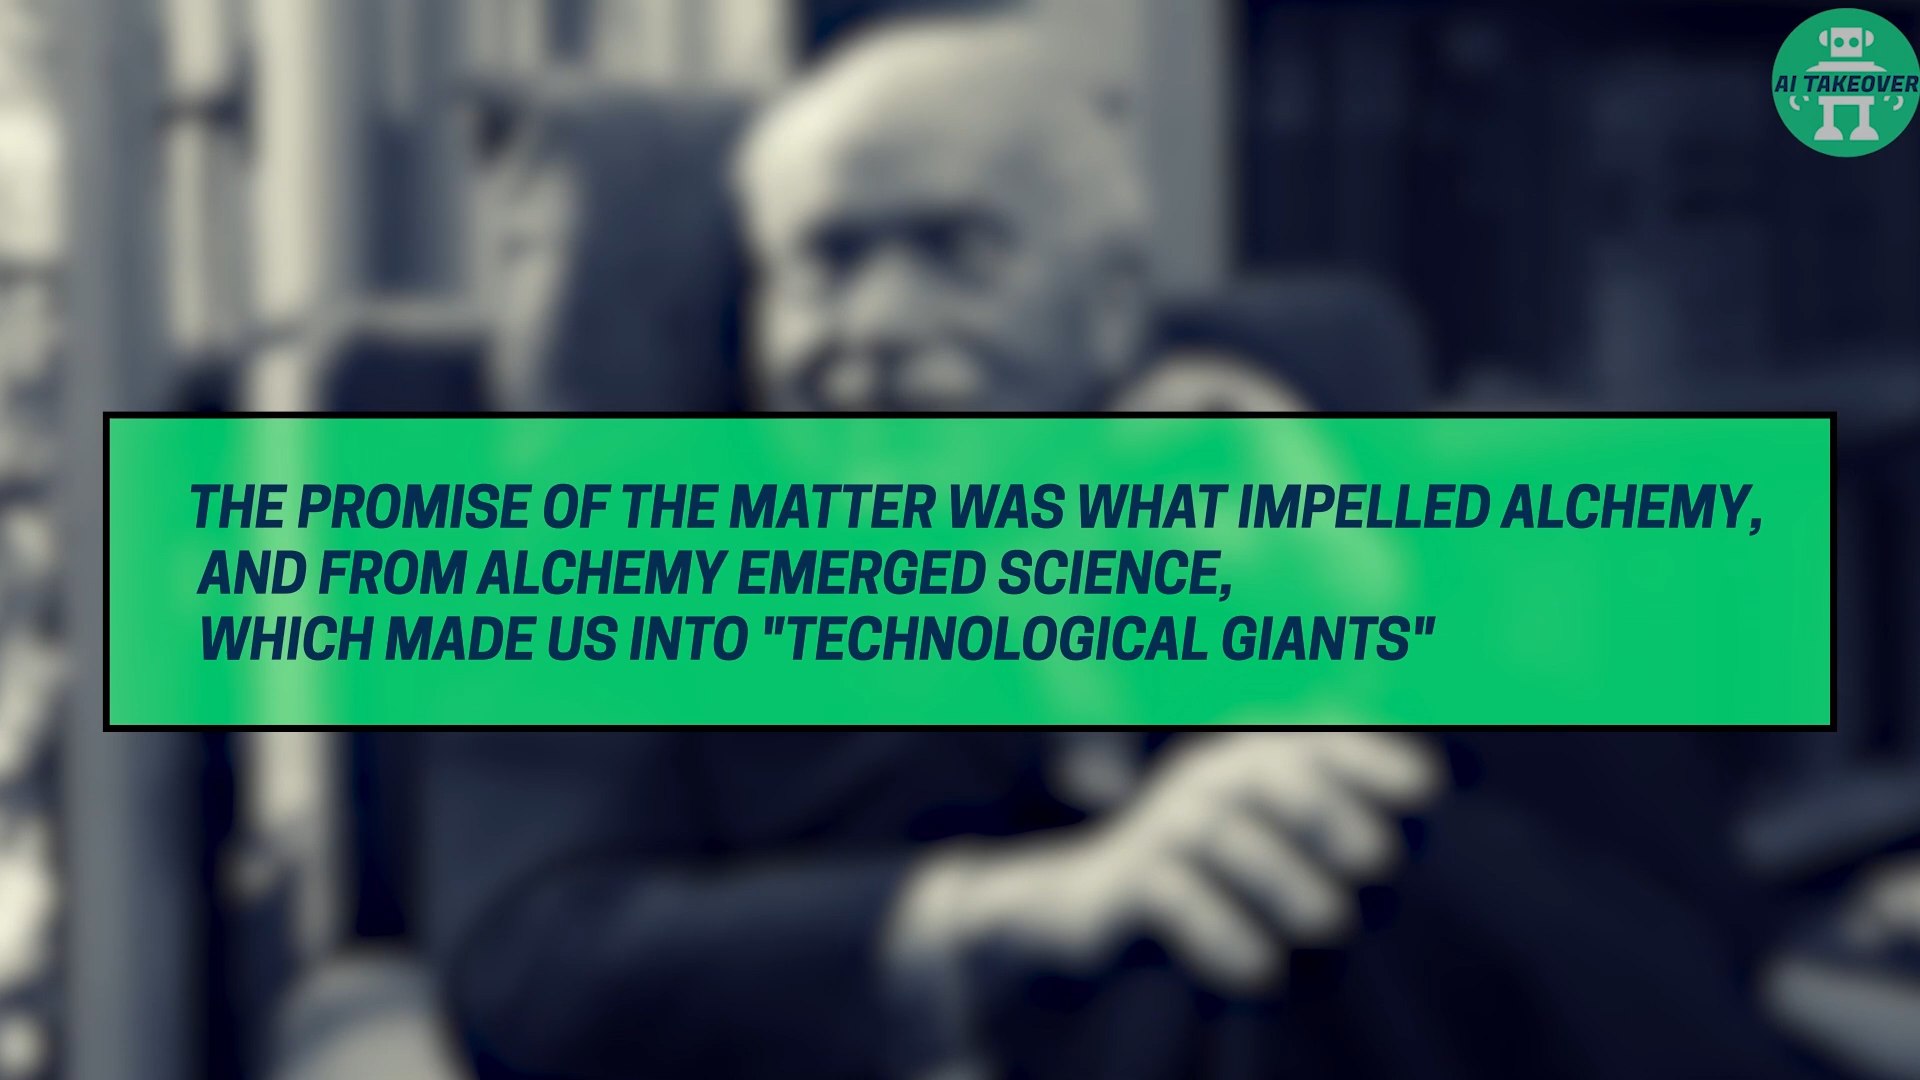 AI TAKEOVER
THE PROMISE OF THE MATTER WAS WHAT IMPELLED ALCHEMY,
AND FROM ALCHEMY EMERGED SCIENCE,
WHICH MADE US INTO "TECHNOLOGICAL GIANTS"